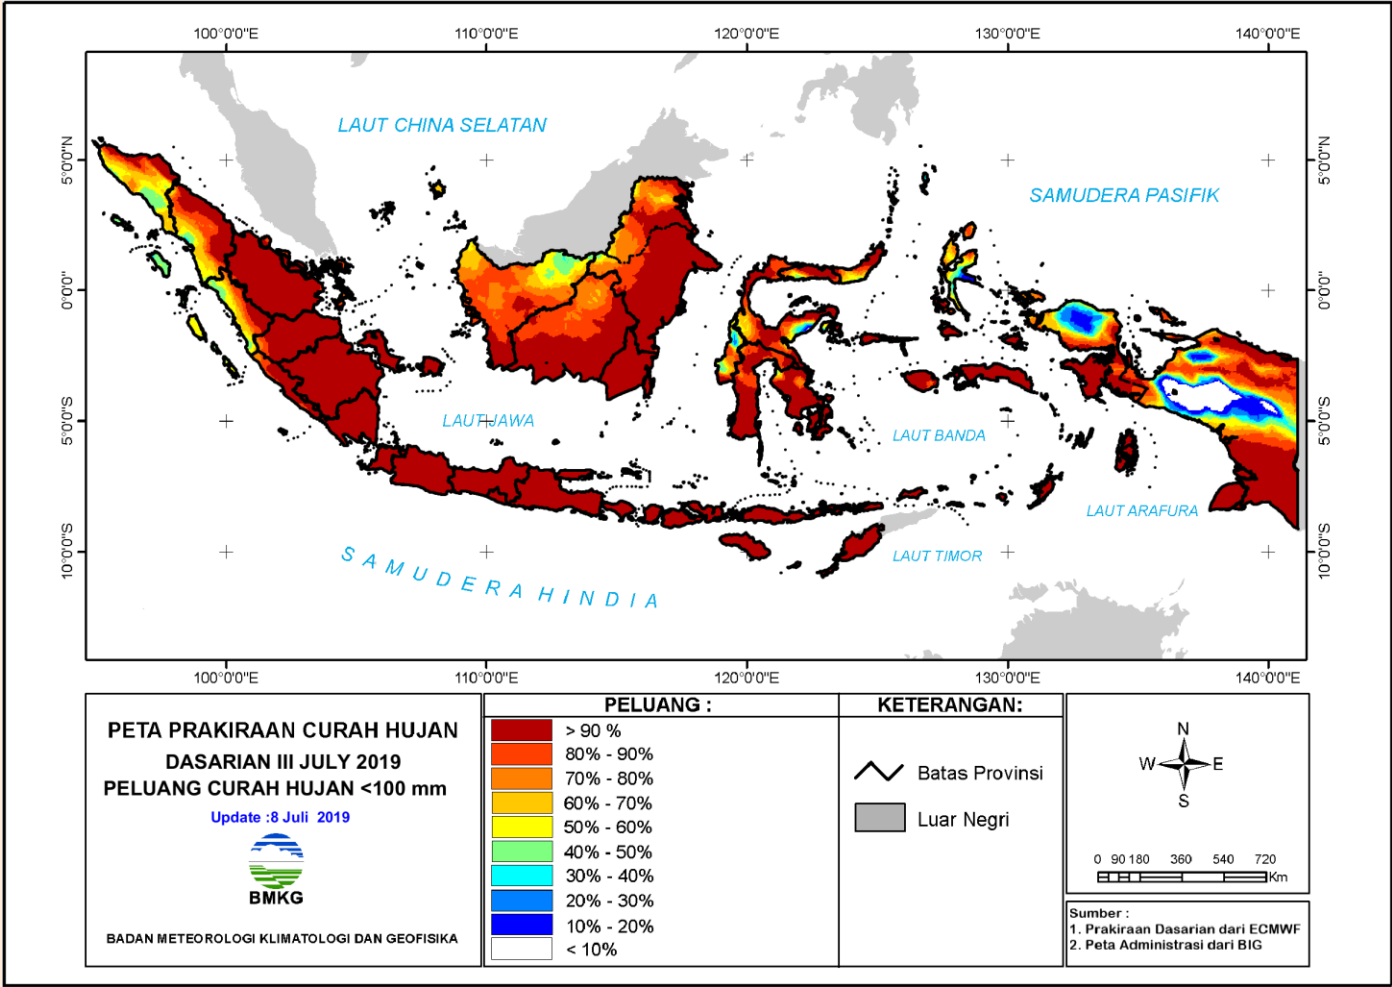 100°0'0"E 110°0'0"E 120°0'0"E 130°0'0"E 140°0'0"E
LAUT CHINA SELATAN
5°0'0"N 5°0'0"N
SAMUDERA PASIFIK
0°0'0" 0°0'0"
LAUT JAWA
LAUT BANDA
5°0'0"S 5°0'0"S
LAUT ARAFURA
LAUT TIMOR
10°0'0"S 10°0'0"S
SAMUDERA HINDIA
100°0'0"E 110°0'0"E 120°0'0"E 130°0'0"E 140°0'0"E
PETA PRAKIRAAN CURAH HUJAN
DASARIAN III JULY 2019
PELUANG CURAH HUJAN <100 mm
Update :8 Juli 2019
BMKG
BADAN METEOROLOGI KLIMATOLOGI DAN GEOFISIKA
PELUANG :
> 90 %
80% - 90%
70% - 80%
60% - 70%
50% - 60%
40% - 50%
30% - 40%
20% - 30%
10% - 20%
< 10%
KETERANGAN:
Batas Provinsi
Luar Negri
N
W E
S
0 90 180 360 540 720
Km
Sumber :
1. Prakiraan Dasarian dari ECMWF
2. Peta Administrasi dari BIG